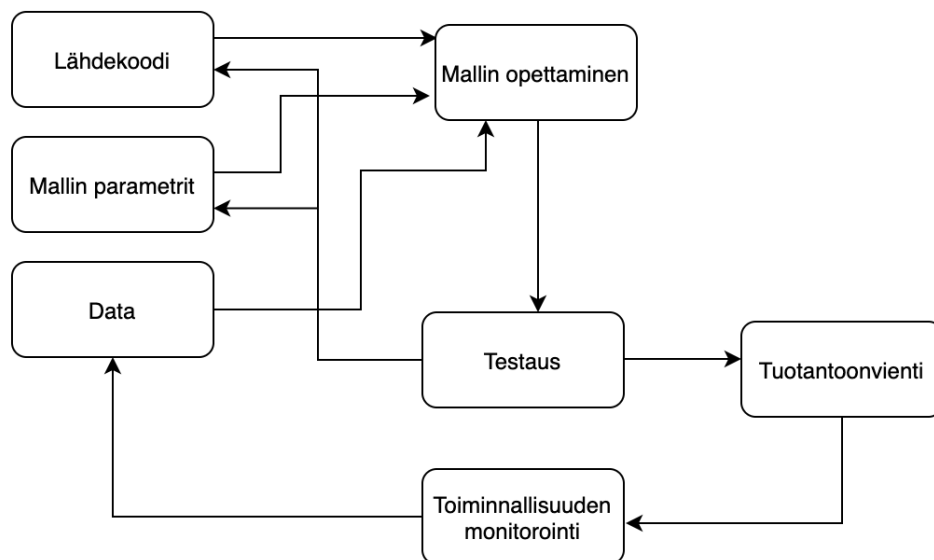 Lähdekoodi
Mallin opettaminen
Mallin parametrit
Data
Testaus
Tuotantoonvienti
Toiminnallisuuden
monitorointi